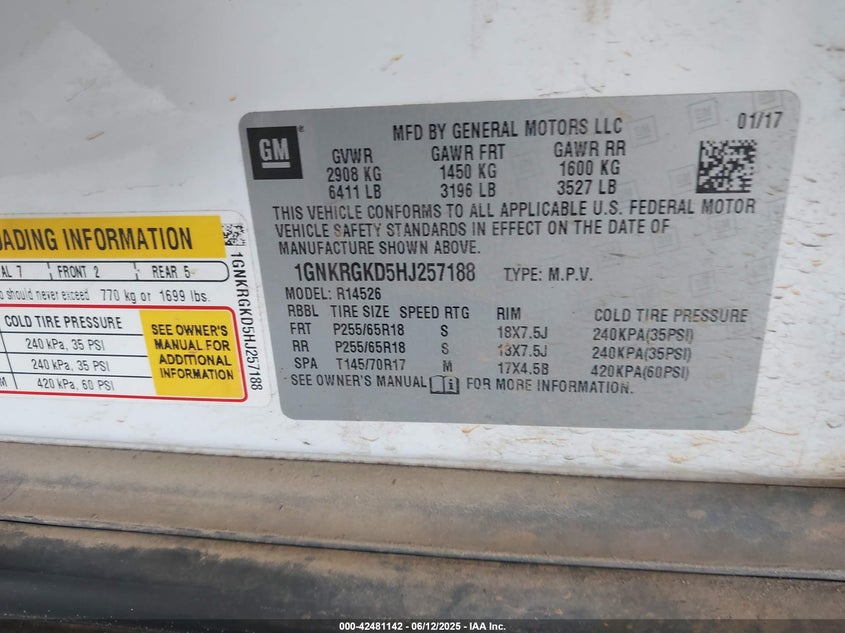 GM
MFD BY GENERAL MOTORS LLC 01/17
GVWR GAWR FRT GAWR RR
2908 KG 1450 KG 1600 KG
6411 LB 3196 LB 3527 LB
THIS VEHICLE CONFORMS TO ALL APPLICABLE U.S. FEDERAL MOTOR
VEHICLE SAFETY STANDARDS IN EFFECT ON THE DATE OF
MANUFACTURE SHOWN ABOVE.
1GNKRGKD5HJ257188 TYPE: M.P.V.
MODEL: R14526
RBBL TIRE SIZE SPEED RTG RIM COLD TIRE PRESSURE
FRT P255/65R18 S 18X7.5J 240KPA(35PSI)
RR P255/65R18 S 18X7.5J 240KPA(35PSI)
SPA T145/70R17 M 17X4.5B 420KPA(60PSI)
SEE OWNER'S MANUAL FOR MORE INFORMATION.
OADING INFORMATION
AL 7 FRONT 2 REAR 5
o should never exceed 770 kg or 1699 lbs.
COLD TIRE PRESSURE
240 kPa, 35 PSI
240 kPa, 35 PSI
M 420 kPa, 60 PSI
SEE OWNER'S
MANUAL FOR
ADDITIONAL
INFORMATION
1GNKRGKD5HJ257188
000-42481142 - 06/12/2025 - IAA Inc.